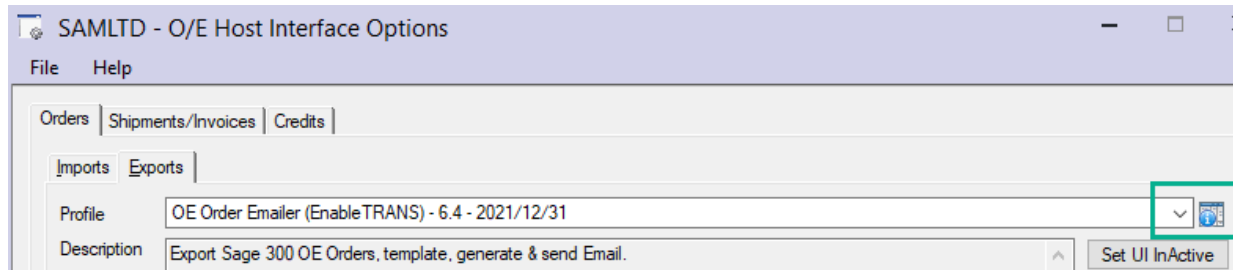 SAMLTD - O/E Host Interface Options
File Help
Orders Shipments/Invoices Credits
Imports Exports
Profile OE Order Emailer (EnableTRANS) - 6.4 - 2021/12/31
Description Export Sage 300 OE Orders, template, generate & send Email. Set UI InActive